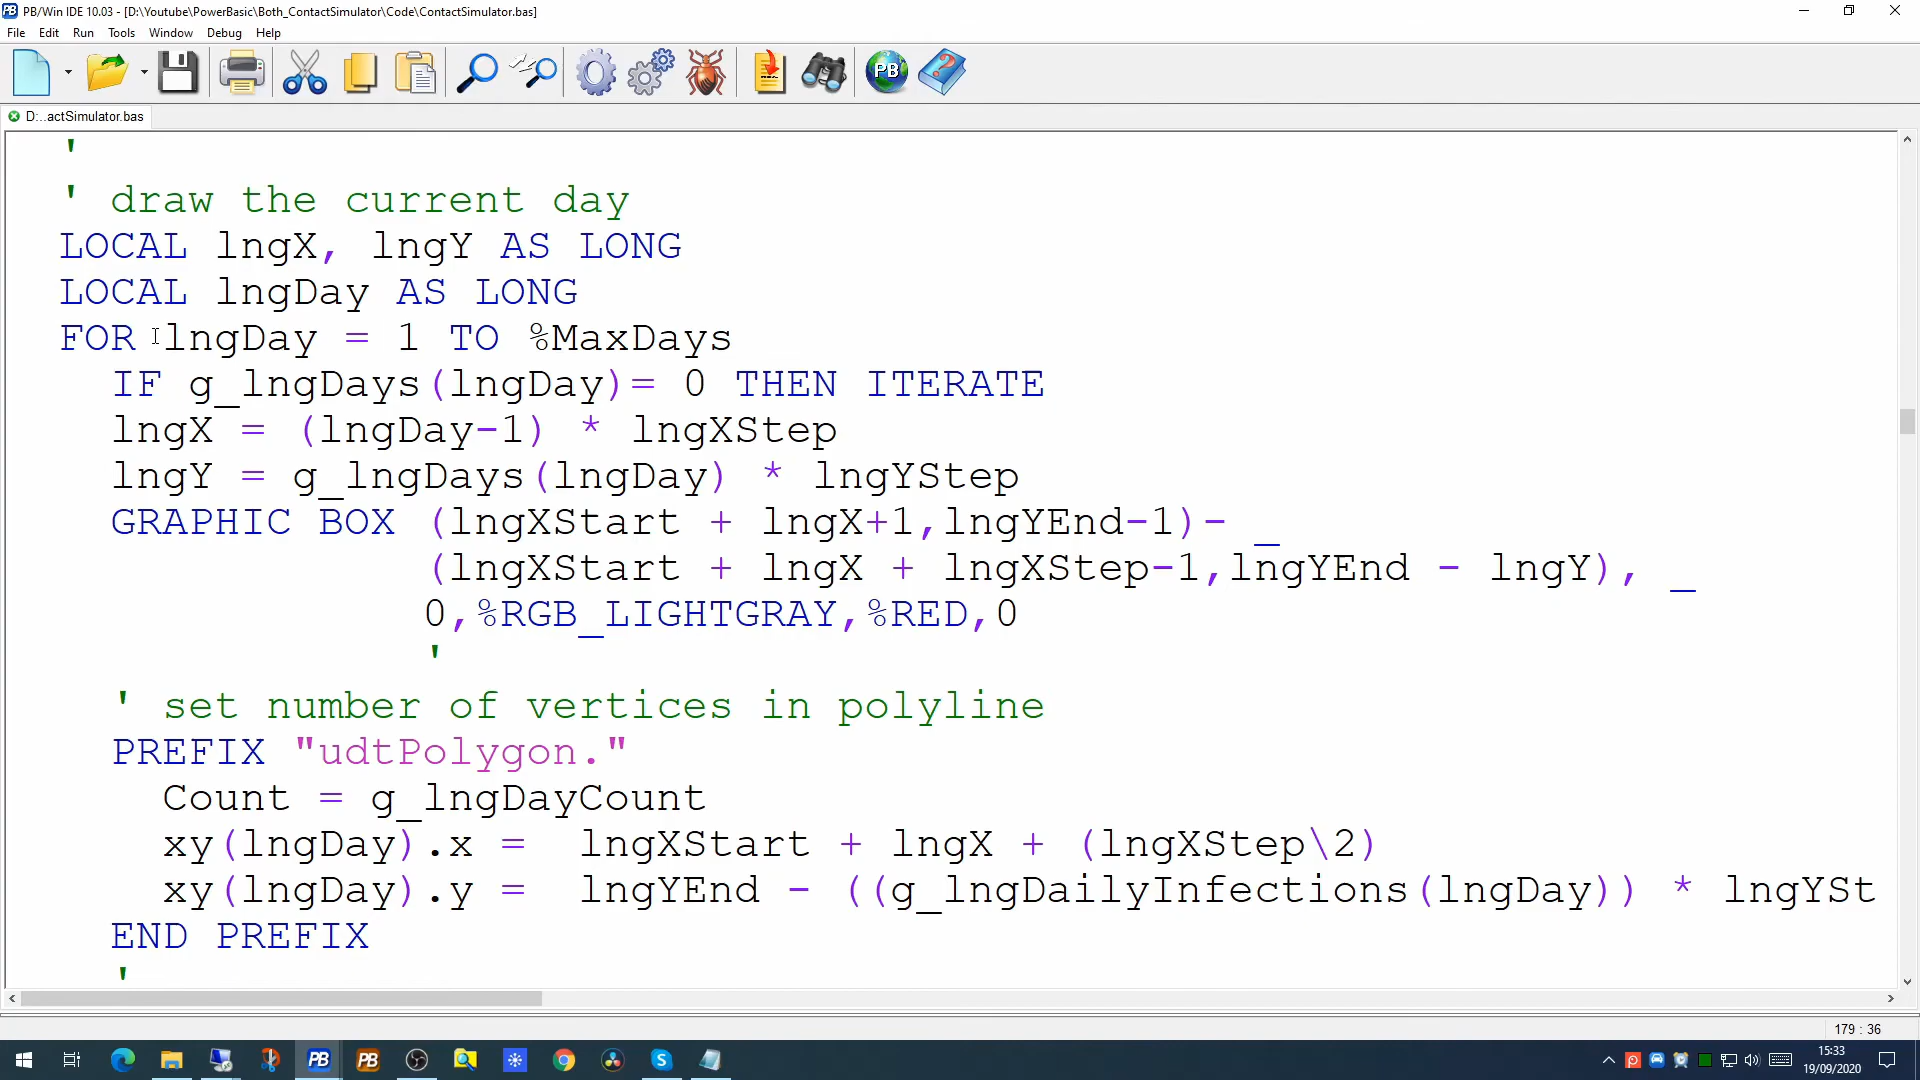 PB/Win IDE 10.03 - [D:\Youtube\PowerBasic\Both_ContactSimulator\Code\ContactSimulator.bas]
File Edit Run Tools Window Debug Help
PB
D:..actSimulator.bas
'
' draw the current day
LOCAL lngX, lngY AS LONG
LOCAL lngDay AS LONG
FOR lngDay = 1 TO %MaxDays
IF g_lngDays(lngDay)= 0 THEN ITERATE
lngX = (lngDay-1) * lngXStep
lngY = g_lngDays(lngDay) * lngYStep
GRAPHIC BOX (lngXStart + lngX+1,lngYEnd-1)- _
(lngXStart + lngX + lngXStep-1,lngYEnd - lngY), _
0,%RGB_LIGHTGRAY,%RED,0
'
' set number of vertices in polyline
PREFIX "udtPolygon."
Count = g_lngDayCount
xy(lngDay).x = lngXStart + lngX + (lngXStep\2)
xy(lngDay).y = lngYEnd - ((g_lngDailyInfections(lngDay)) * lngYSt
END PREFIX
'
179 : 36
PB PB
15:33
19/09/2020